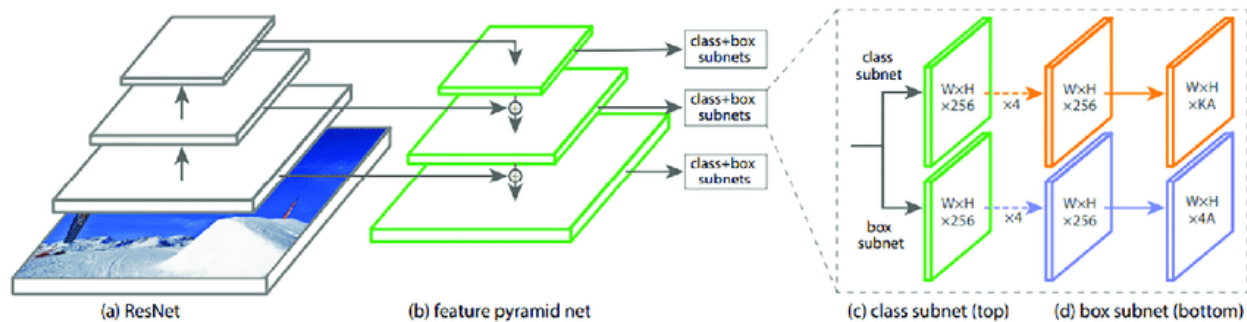 class+box
subnets
class+box
subnets
class+box
subnets
class
subnet
W×H
×256
×4
W×H
×256
W×H
×KA
box
subnet
W×H
×256
×4
W×H
×256
W×H
×4A
(a) ResNet
(b) feature pyramid net
(c) class subnet (top)
(d) box subnet (bottom)